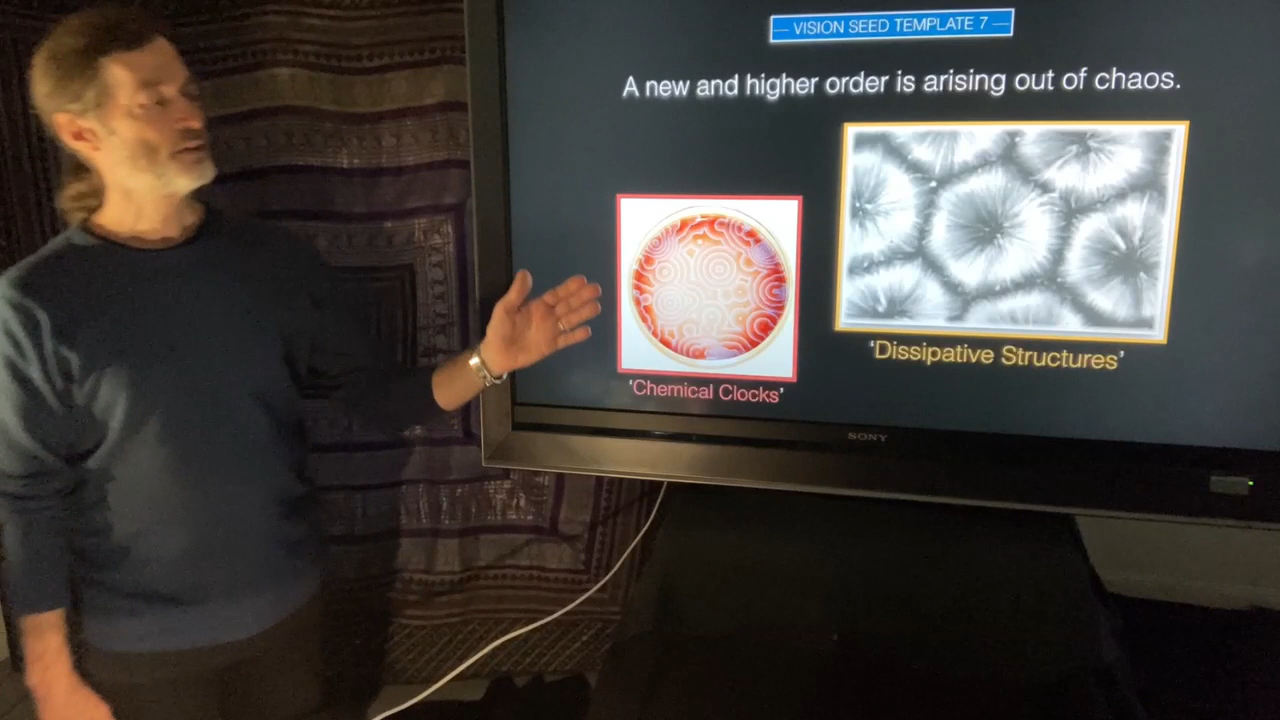 — VISION SEED TEMPLATE 7 —
A new and higher order is arising out of chaos.
'Dissipative Structures'
'Chemical Clocks'
SONY